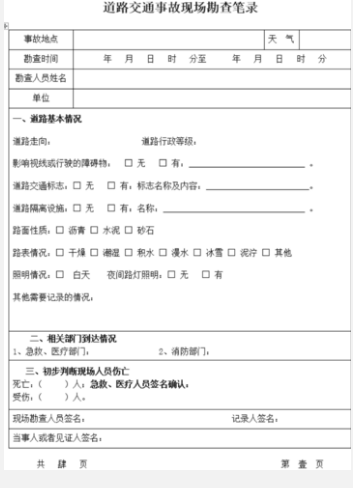 道路交通事故现场勘查笔录
事故地点 天 气
勘查时间 年 月 日 时 分至 年 月 日 时 分
勘查人员姓名
单位
一、道路基本情况
道路走向： 道路行政等级：
影响视线或行驶的障碍物： □ 无 □ 有：
道路交通标志：□ 无 □ 有：标志名称及内容：
道路隔离设施：□ 无 □ 有：名称：
路面性质：□ 沥青 □ 水泥 □ 砂石
路表情况：□ 干燥 □ 潮湿 □ 积水 □ 漫水 □ 冰雪 □ 泥泞 □ 其他
照明情况：□ 白天 夜间路灯照明：□ 无 □ 有
其他需要记录的情况：
二、相关部门到达情况
1、急救、医疗部门： 2、消防部门：
三、初步判断现场人员伤亡
死亡：（ ）人；急救、医疗人员签名确认：
受伤：（ ）人。
现场勘查人员签名： 记录人签名：
当事人或者见证人签名：
共 肆 页 第 壹 页